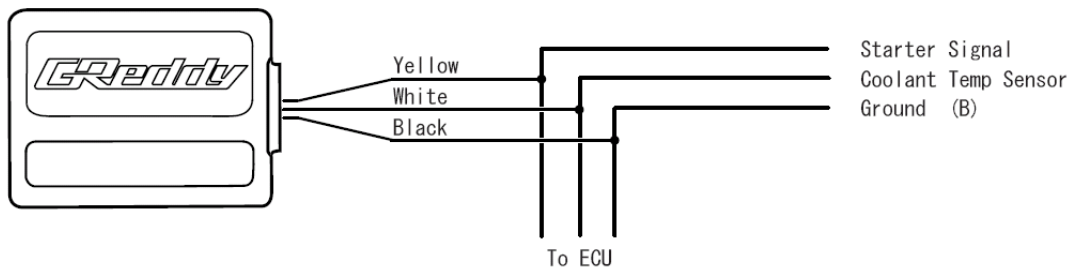 GReddy
Yellow
White
Black
Starter Signal
Coolant Temp Sensor
Ground (B)
To ECU